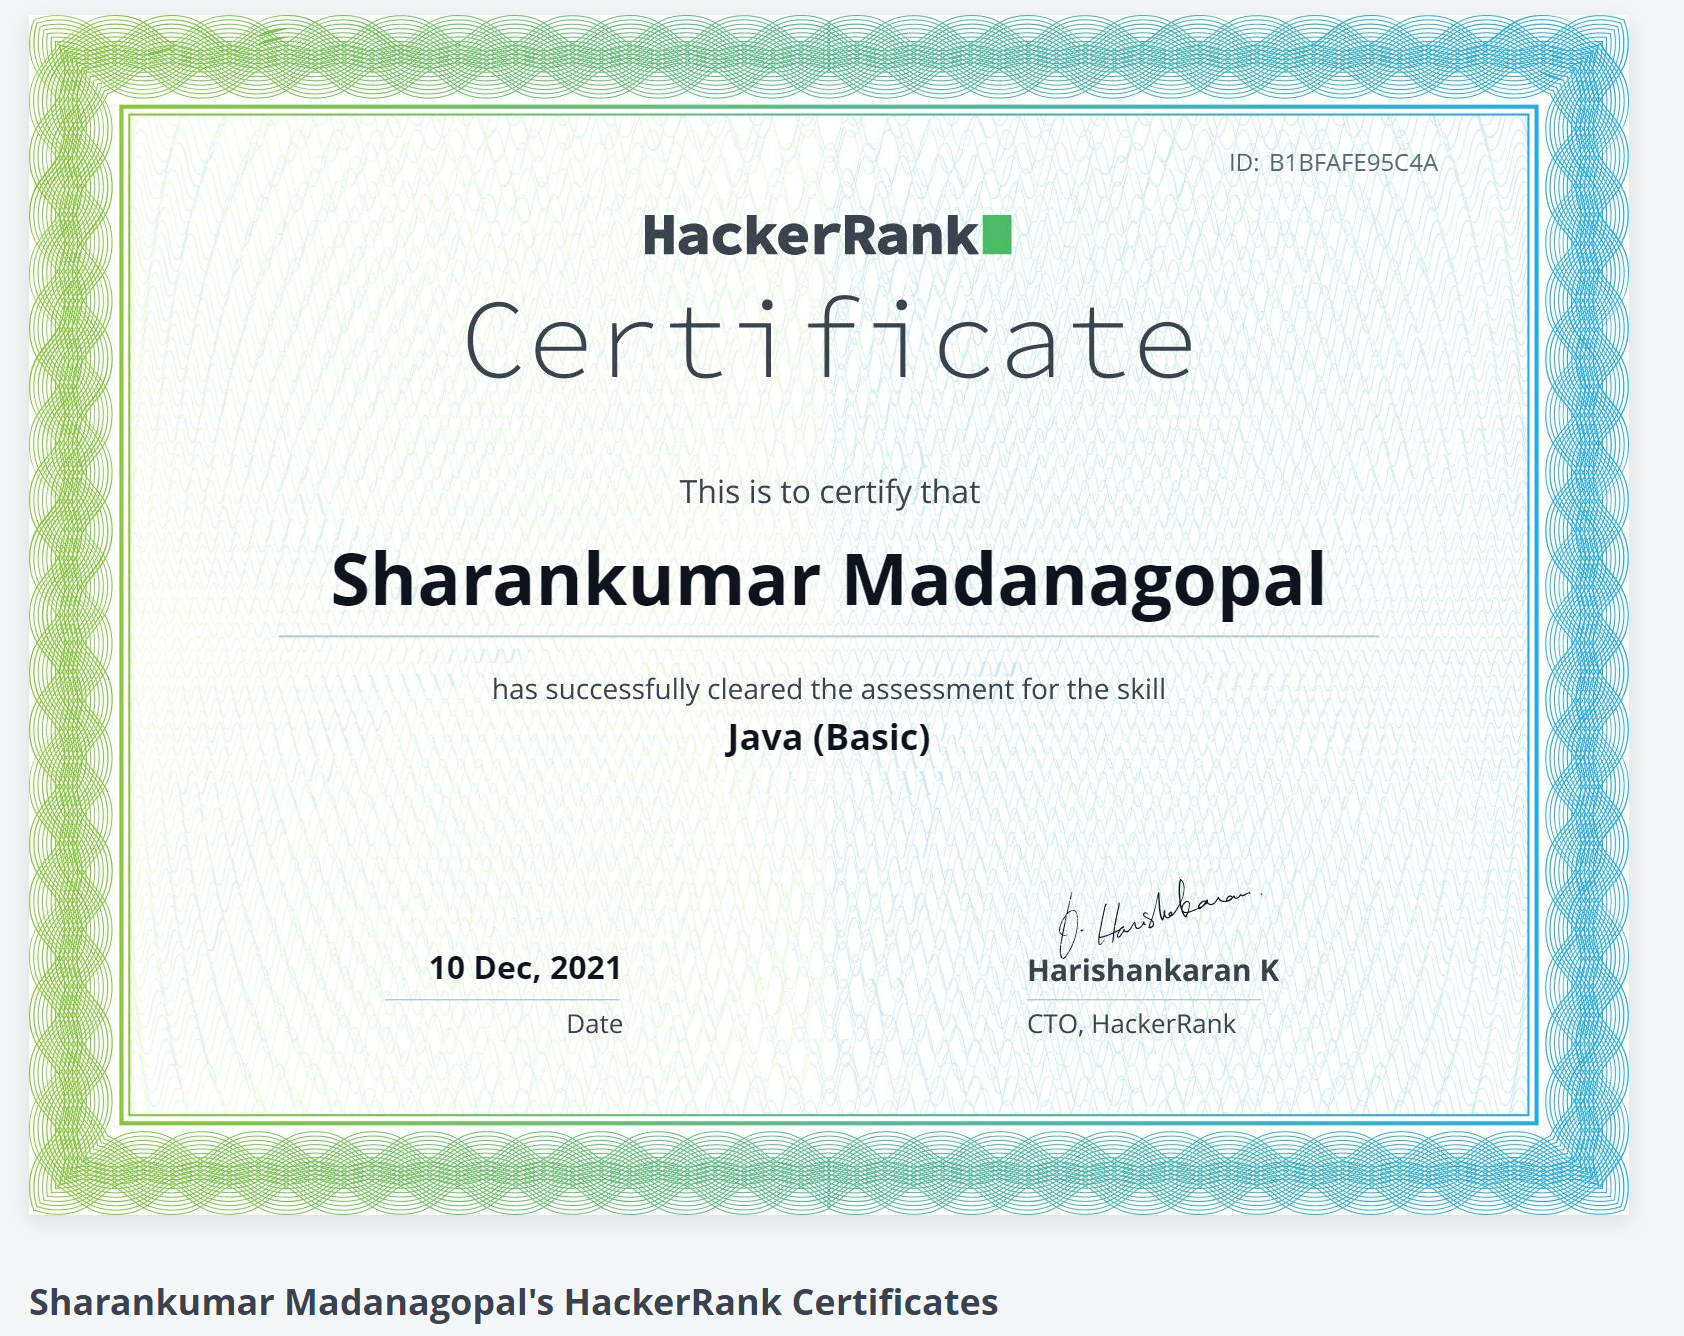 ID: B1BFAFE95C4A
HackerRank
Certificate
This is to certify that
Sharankumar Madanagopal
has successfully cleared the assessment for the skill
Java (Basic)
10 Dec, 2021
Date
Harishankaran K
CTO, HackerRank
Sharankumar Madanagopal's HackerRank Certificates